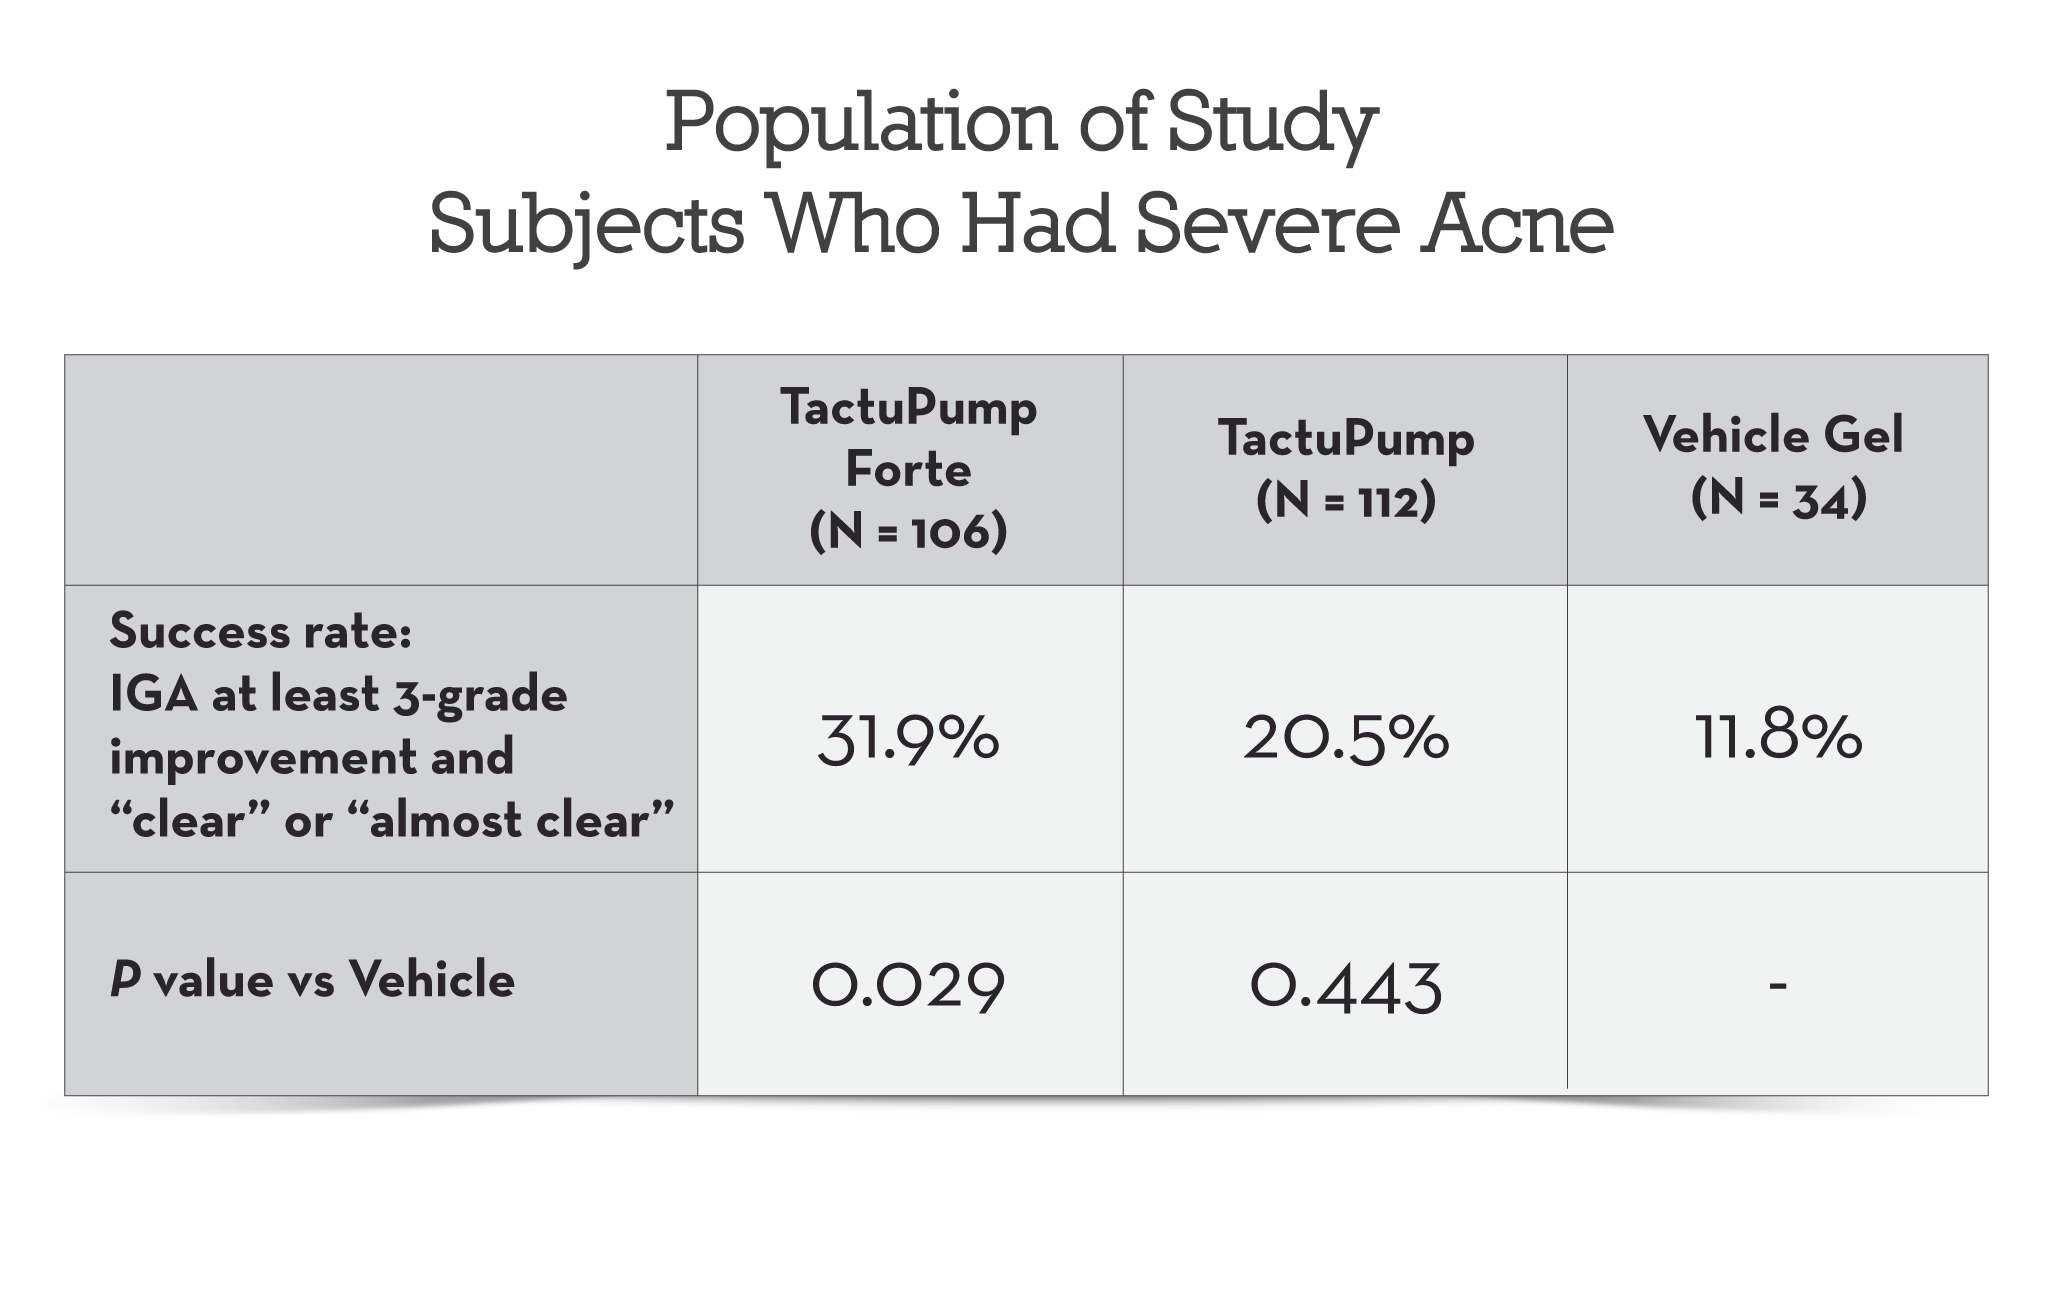 Population of Study
Subjects Who Had Severe Acne
TactuPump
Forte
(N = 106)
TactuPump
(N = 112)
Vehicle Gel
(N = 34)
Success rate:
IGA at least 3-grade
improvement and
“clear” or “almost clear”
31.9%
20.5%
11.8%
P value vs Vehicle
0.029
0.443
-